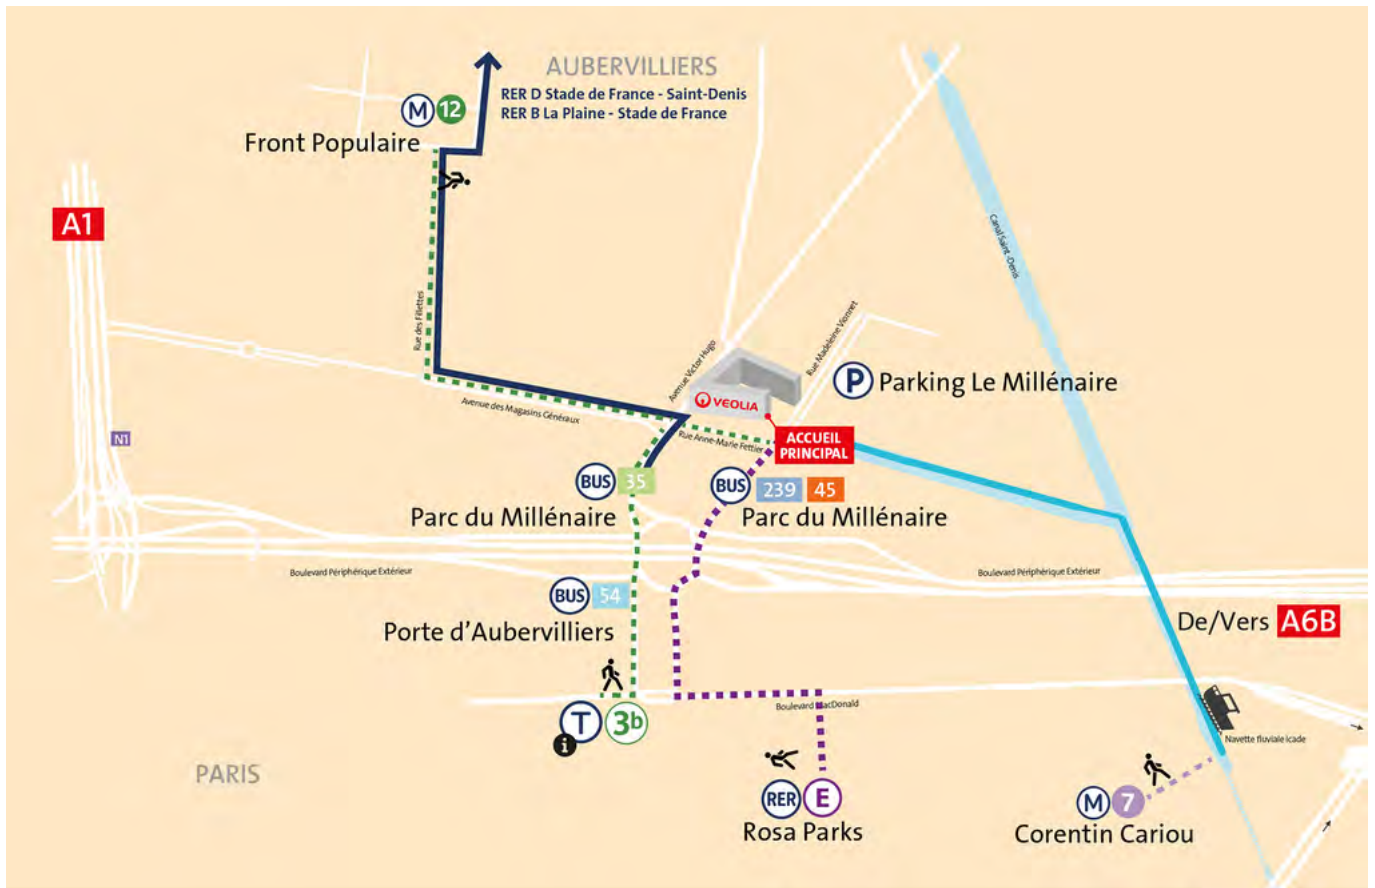 AUBERVILLIERS
RER D Stade de France - Saint-Denis
RER B La Plaine - Stade de France
M 12
Front Populaire
A1
Canal Saint-Denis
Rue des Fillettes
Avenue Victor Hugo
Rue Madeleine Vionnet
P Parking Le Millénaire
VEOLIA
Avenue des Magasins Généraux
Rue Anne-Marie Fettier
ACCUEIL
PRINCIPAL
N1
BUS 35
Parc du Millénaire
BUS 239 45
Parc du Millénaire
Boulevard Périphérique Extérieur
Boulevard Périphérique Extérieur
BUS 54
Porte d'Aubervilliers
De/Vers A6B
T 3b
i
Boulevard MacDonald
Navette fluviale icade
PARIS
RER E
Rosa Parks
M 7
Corentin Cariou